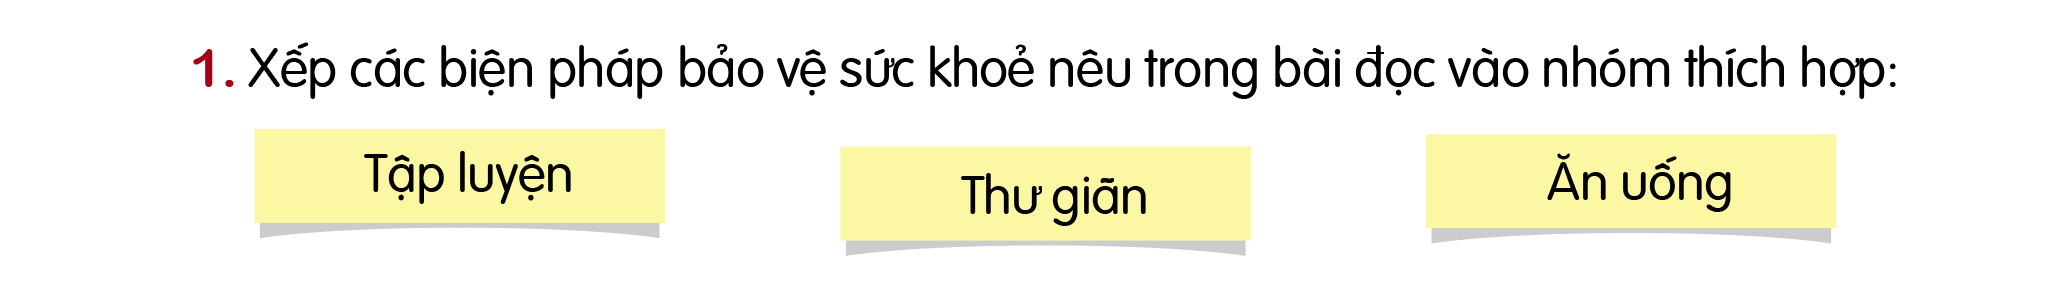 1. Xếp các biện pháp bảo vệ sức khoẻ nêu trong bài đọc vào nhóm thích hợp:
Tập luyện
Thư giãn
Ăn uống